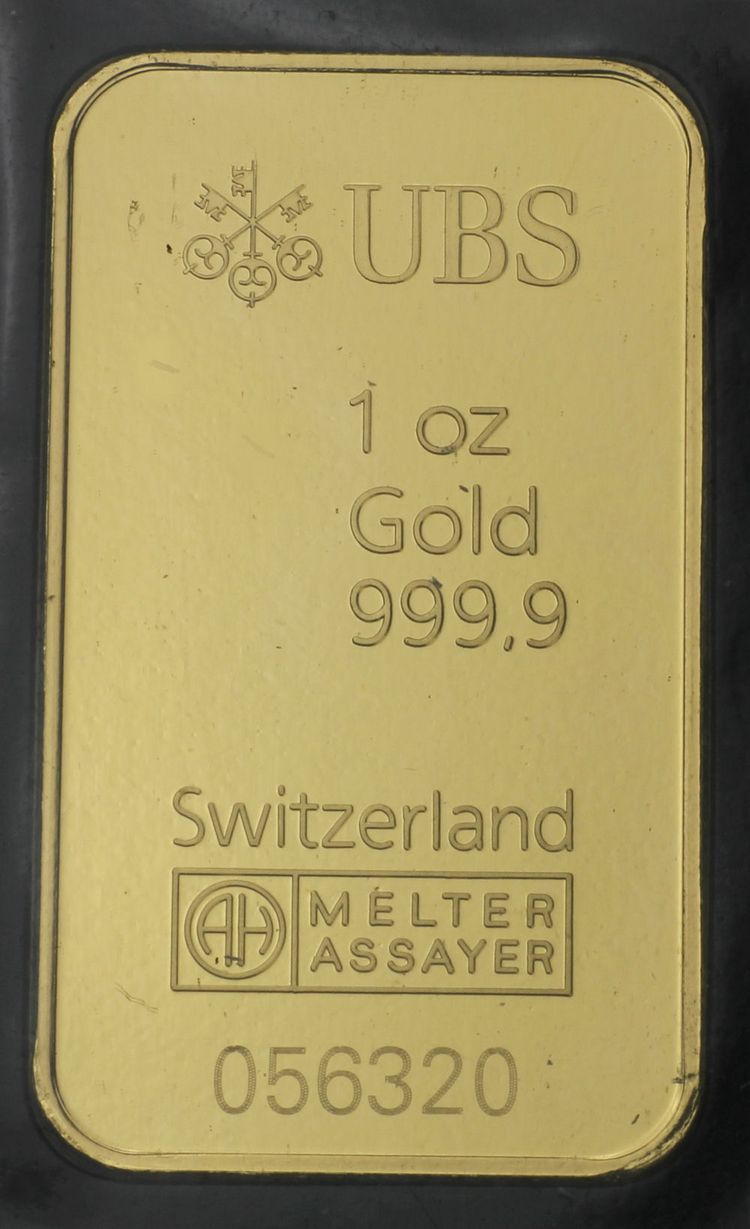 UBS
1 oz
Gold
999,9
Switzerland
AH
MELTER
ASSAYER
056320